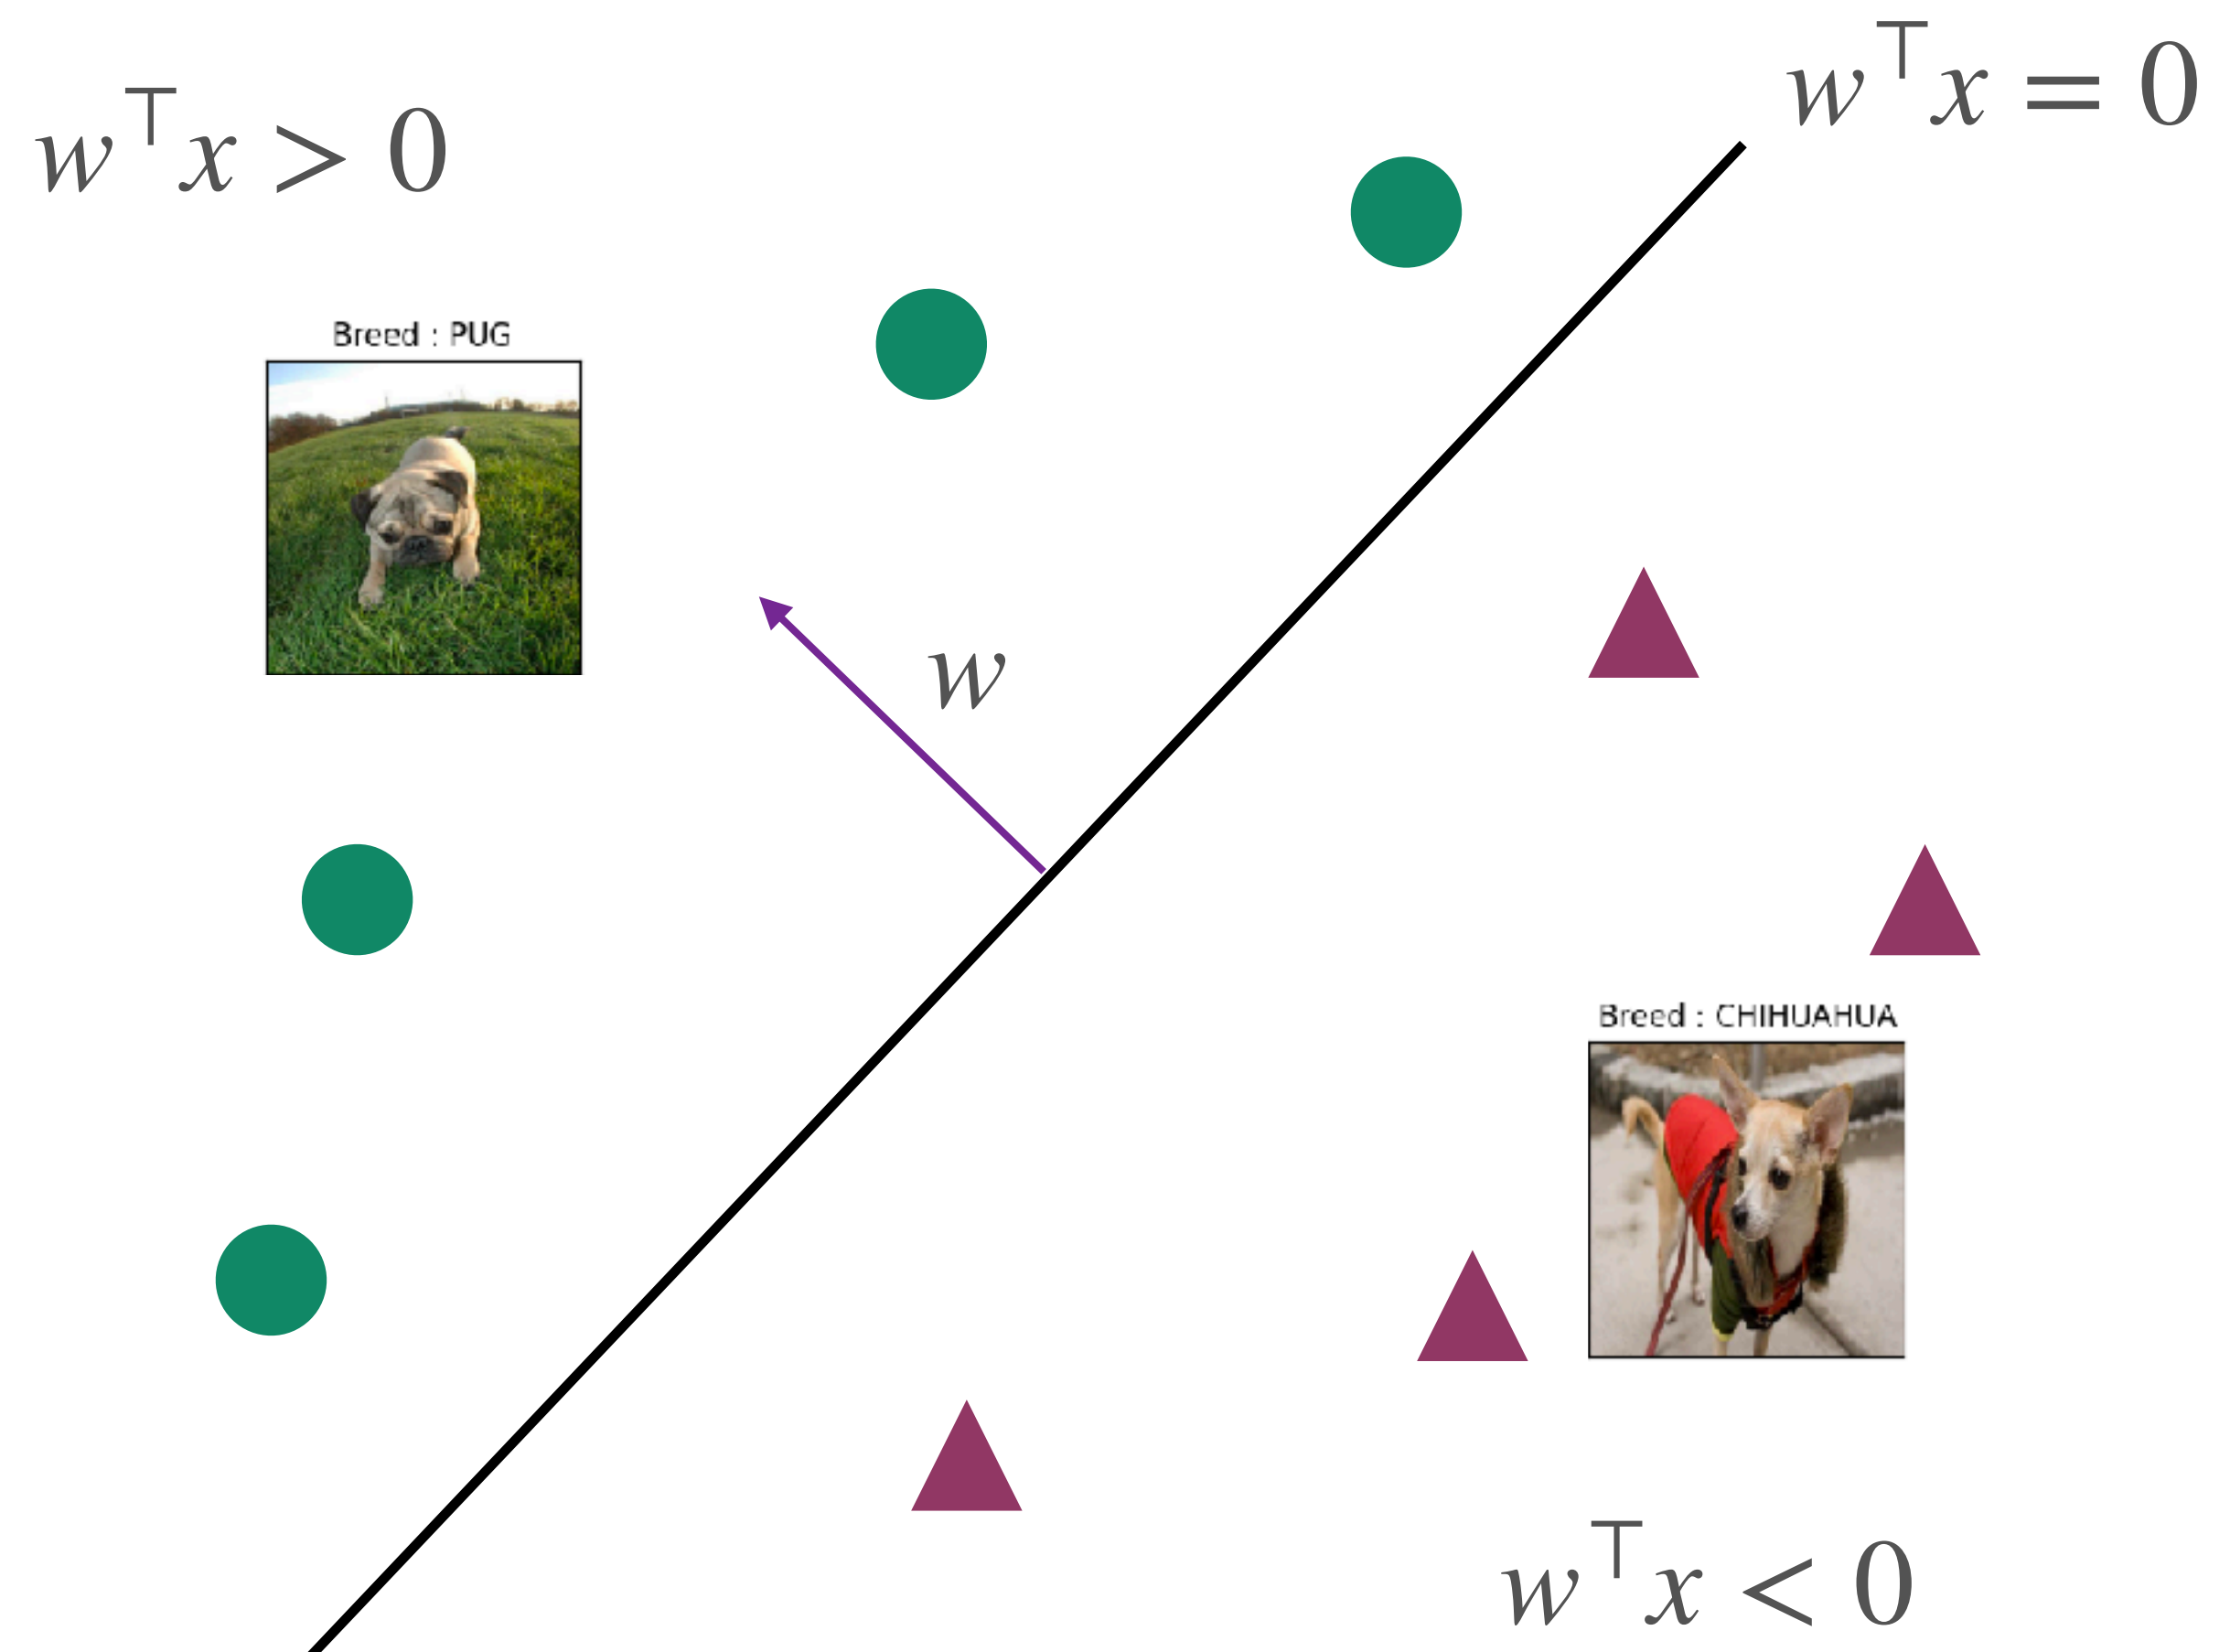 w⊤x = 0
w⊤x > 0
Breed : PUG
w
Breed : CHIHUAHUA
w⊤x < 0